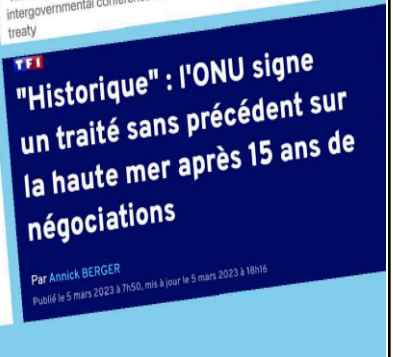 intergovernmental
treaty
TF1
"Historique" : l'ONU signe
un traité sans précédent sur
la haute mer après 15 ans de
négociations
Par Annick BERGER
Publié le 5 mars 2023 à 7h50, mis à jour le 5 mars 2023 à 18h16